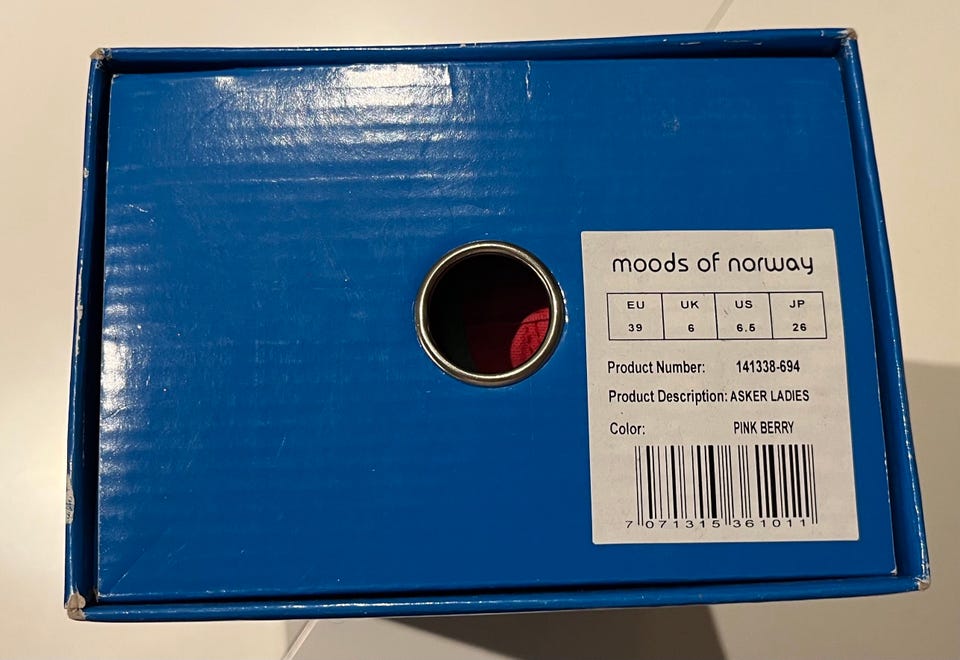 moods of norway
EU UK US JP
39 6 6.5 26
Product Number: 141338-694
Product Description: ASKER LADIES
Color: PINK BERRY
7 071315 361011